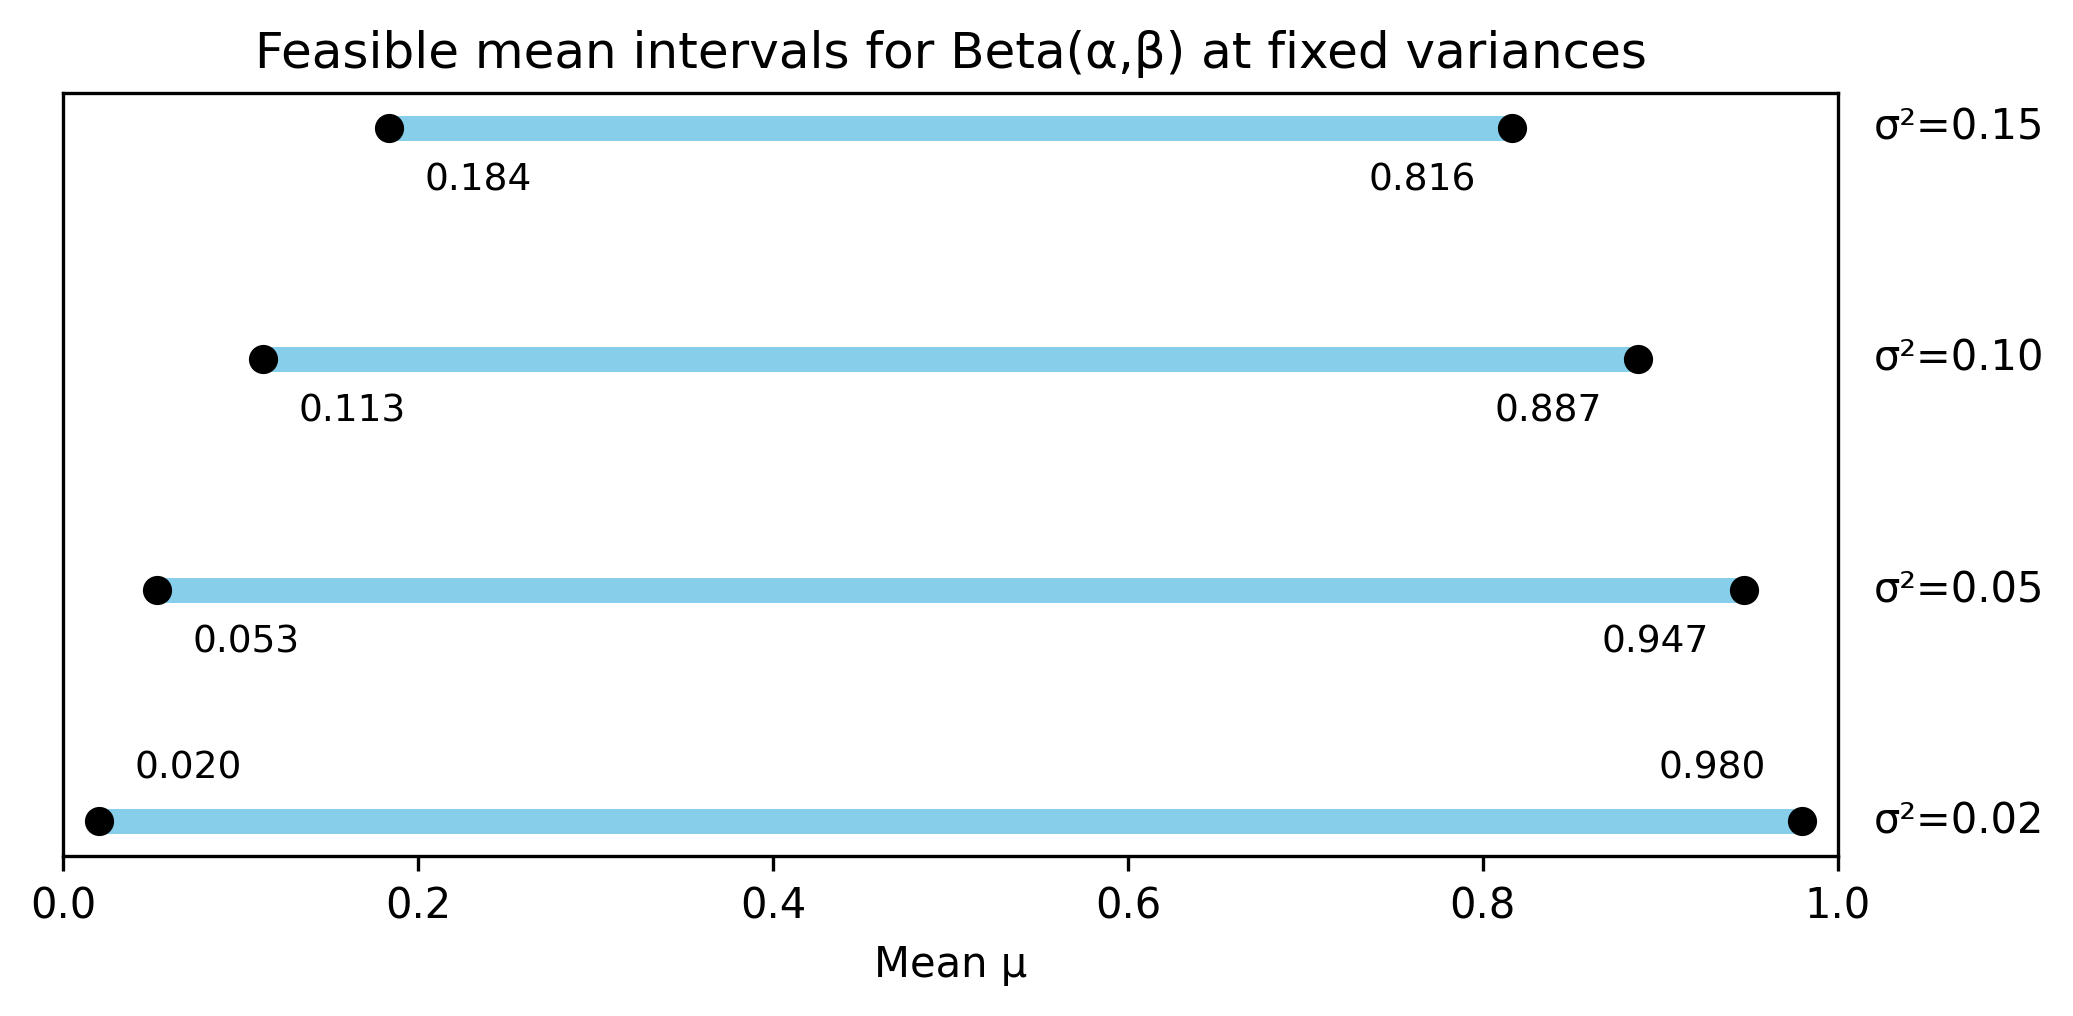 Feasible mean intervals for Beta(α,β) at fixed variances
σ²=0.15
0.184 0.816
σ²=0.10
0.113 0.887
σ²=0.05
0.053 0.947
0.020 0.980
σ²=0.02
0.0 0.2 0.4 0.6 0.8 1.0
Mean μ